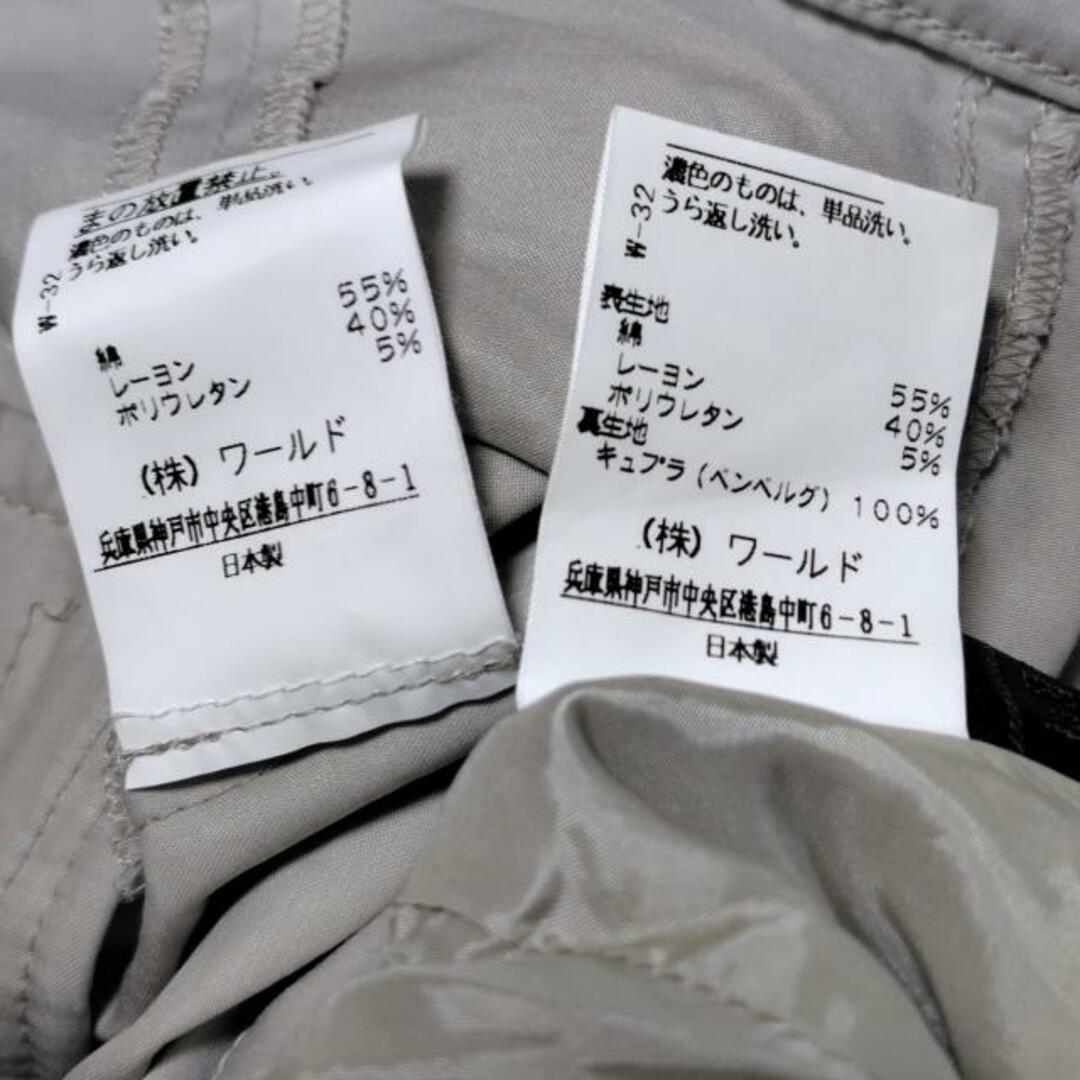 まの放置禁止。
濃色のものは、単品洗い。
うら返し洗い。
W-32
55%
40%
5%
綿
レーヨン
ポリウレタン
(株) ワールド
兵庫県神戸市中央区港島中町6-8-1
日本製
濃色のものは、単品洗い。
うら返し洗い。
W-32
表生地
綿
レーヨン 55%
ポリウレタン 40%
裏生地 5%
キュプラ(ベンベルグ) 100%
(株) ワールド
兵庫県神戸市中央区港島中町6-8-1
日本製